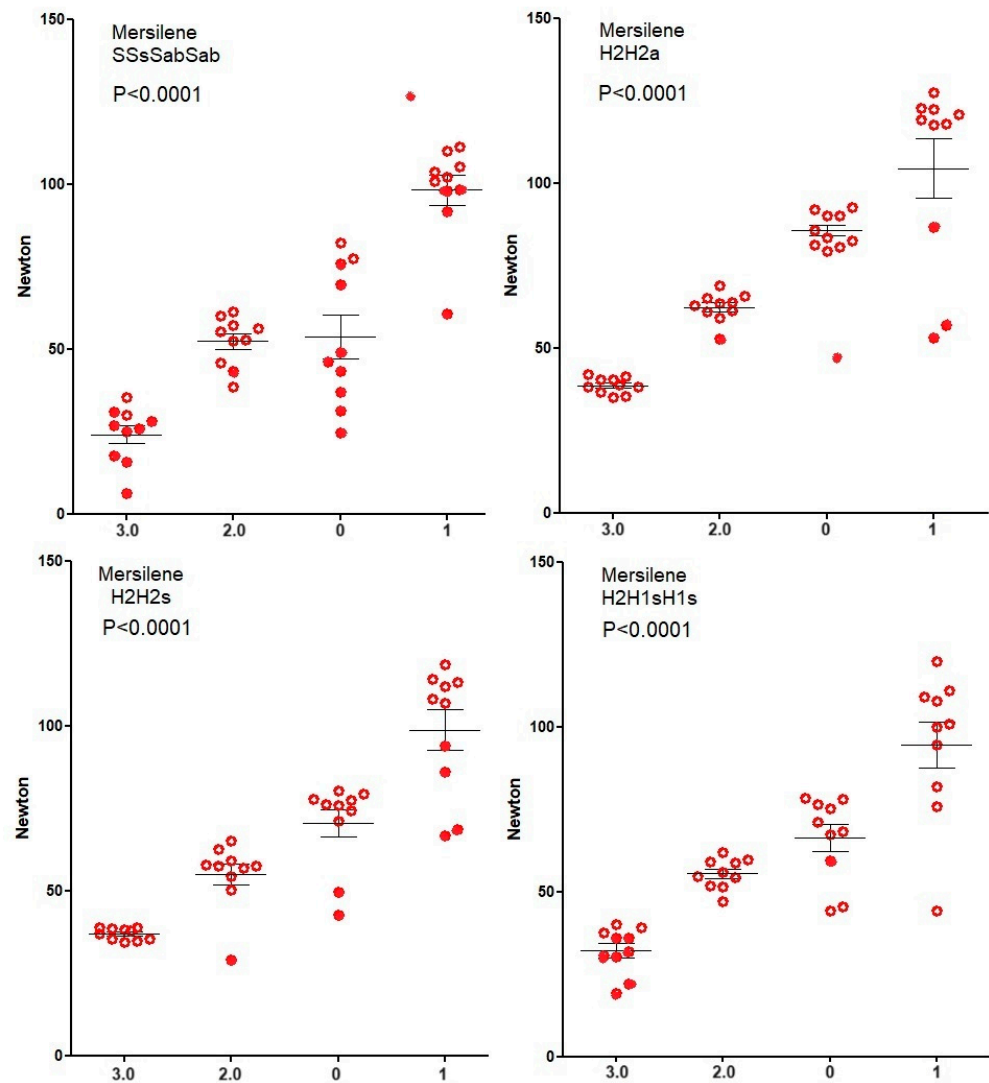 150
Mersilene
SSsSabSab
P<0.0001
100
Newton
50
0
3.0 2.0 0 1
150
Mersilene
H2H2a
P<0.0001
100
Newton
50
0
3.0 2.0 0 1
150
Mersilene
H2H2s
P<0.0001
100
Newton
50
0
3.0 2.0 0 1
150
Mersilene
H2H1sH1s
P<0.0001
100
Newton
50
0
3.0 2.0 0 1